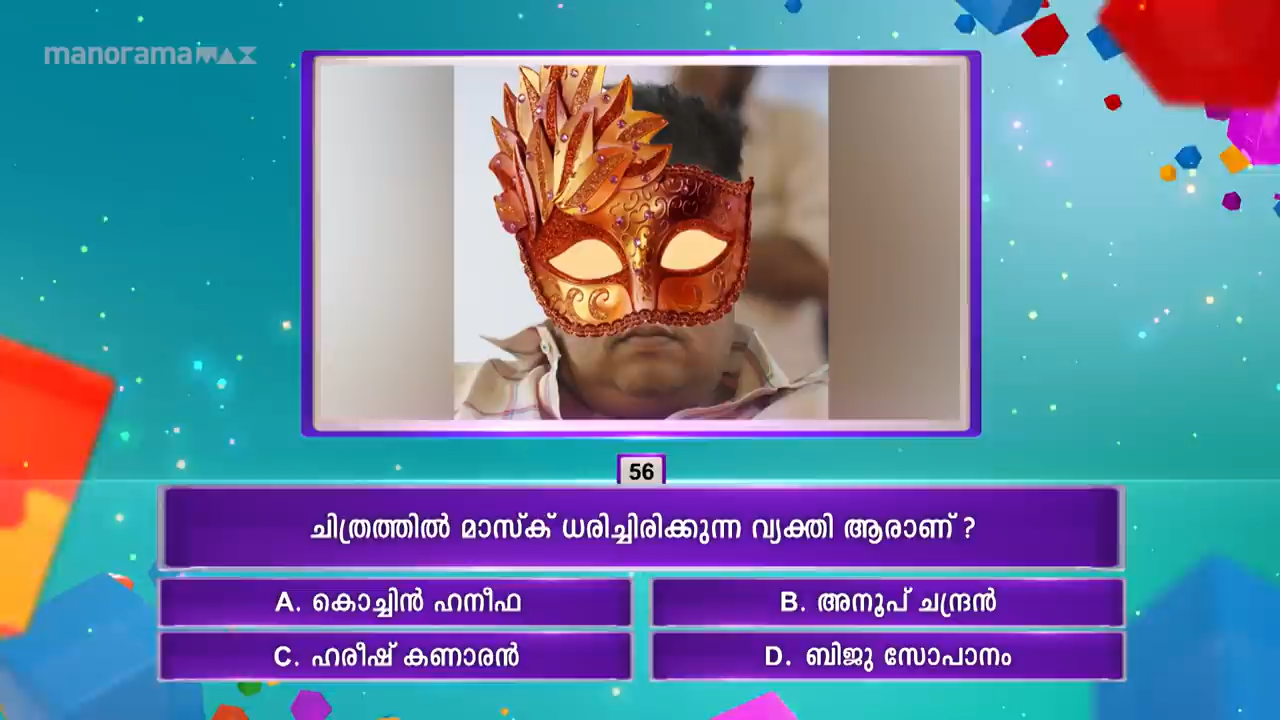 manoramaMAX
56
ചിത്രത്തിൽ മാസ്ക് ധരിച്ചിരിക്കുന്ന വ്യക്തി ആരാണ് ?
A. കൊച്ചിൻ ഹനീഫ
B. അനൂപ് ചന്ദ്രൻ
C. ഹരീഷ് കണാരൻ
D. ബിജു സോപാനം